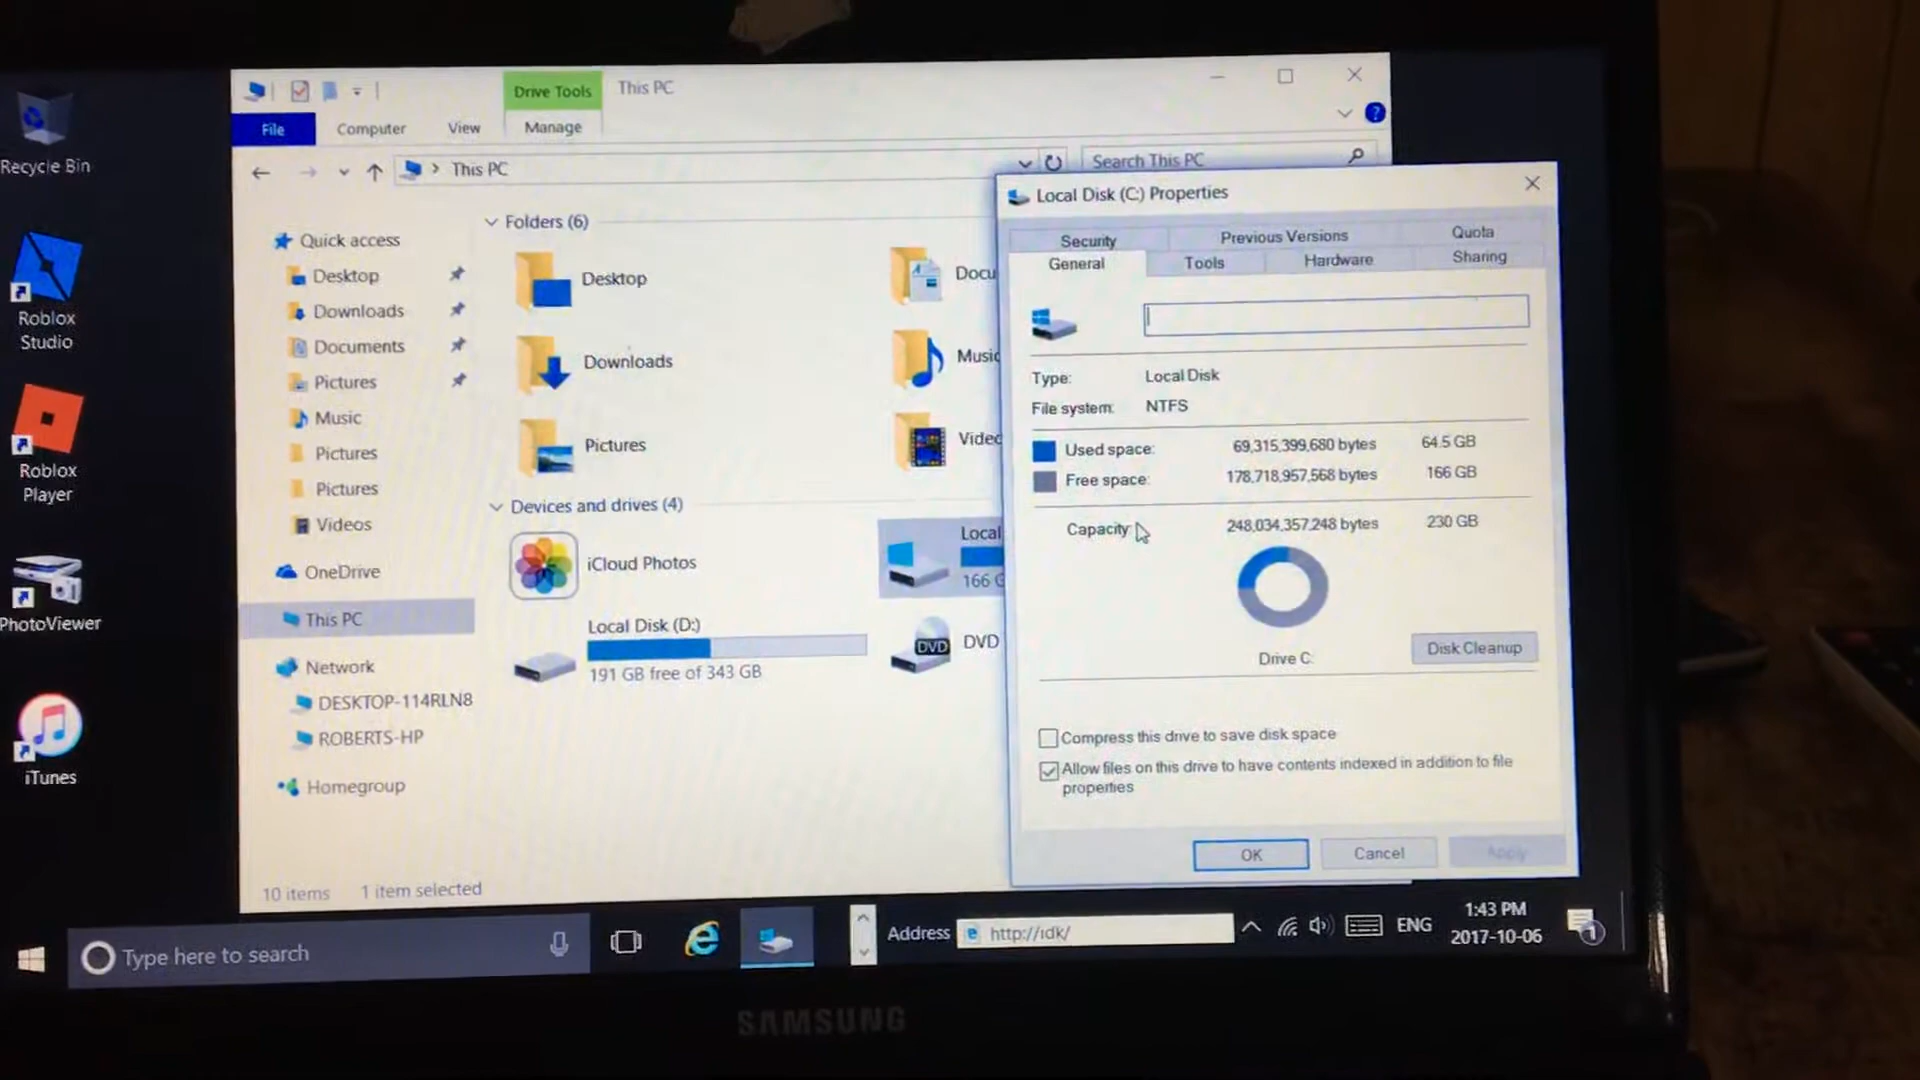 Recycle Bin
Roblox
Studio
Roblox
Player
PhotoViewer
iTunes
Drive Tools
This PC
File
Computer
View
Manage
This PC
Search This PC
Quick access
Desktop
Downloads
Documents
Pictures
Music
Pictures
Pictures
Videos
OneDrive
This PC
Network
DESKTOP-114RLN8
ROBERTS-HP
Homegroup
Folders (6)
Desktop
Docu
Downloads
Music
Pictures
Videc
Devices and drives (4)
iCloud Photos
Local
166 G
Local Disk (D:)
191 GB free of 343 GB
DVD
DVD
10 items 1 item selected
Local Disk (C:) Properties
Security
Previous Versions
Quota
General
Tools
Hardware
Sharing
Type: Local Disk
File system: NTFS
Used space: 69,315,399,680 bytes 64.5 GB
Free space: 178,718,957,568 bytes 166 GB
Capacity: 248,034,357,248 bytes 230 GB
Drive C:
Disk Cleanup
Compress this drive to save disk space
Allow files on this drive to have contents indexed in addition to file
properties
OK
Cancel
Apply
Type here to search
Address
http://idk/
ENG
1:43 PM
2017-10-06
1
SAMSUNG